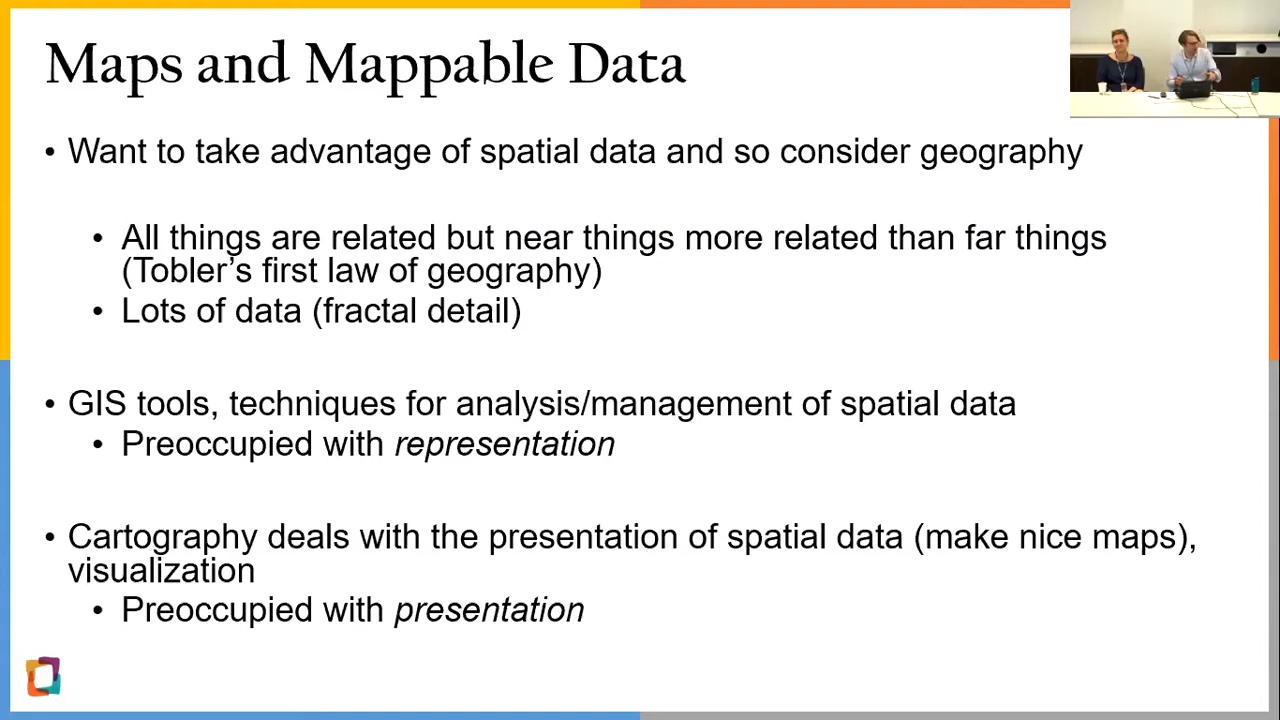 Maps and Mappable Data
• Want to take advantage of spatial data and so consider geography
• All things are related but near things more related than far things
(Tobler’s first law of geography)
• Lots of data (fractal detail)
• GIS tools, techniques for analysis/management of spatial data
• Preoccupied with representation
• Cartography deals with the presentation of spatial data (make nice maps),
visualization
• Preoccupied with presentation